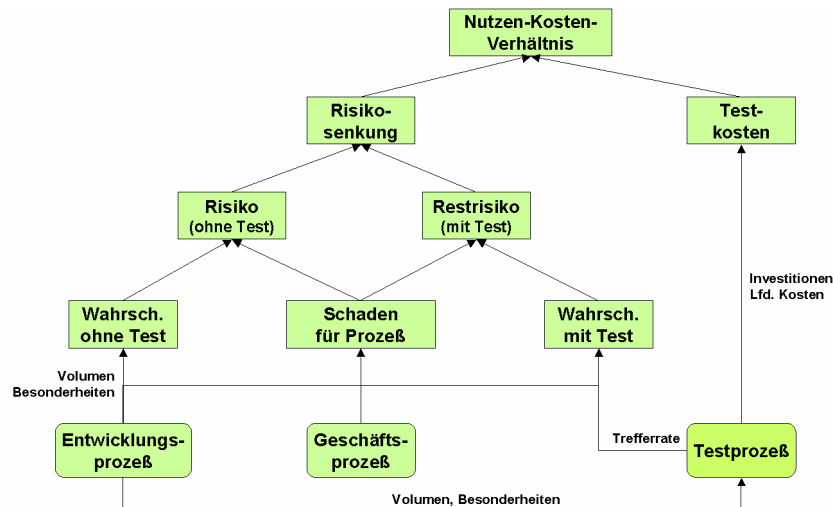 Nutzen-Kosten-
Verhältnis
Risiko-
senkung
Test-
kosten
Risiko
(ohne Test)
Restrisiko
(mit Test)
Investitionen
Lfd. Kosten
Wahrsch.
ohne Test
Schaden
für Prozeß
Wahrsch.
mit Test
Volumen
Besonderheiten
Entwicklungs-
prozeß
Geschäfts-
prozeß
Trefferrate
Testprozeß
Volumen, Besonderheiten